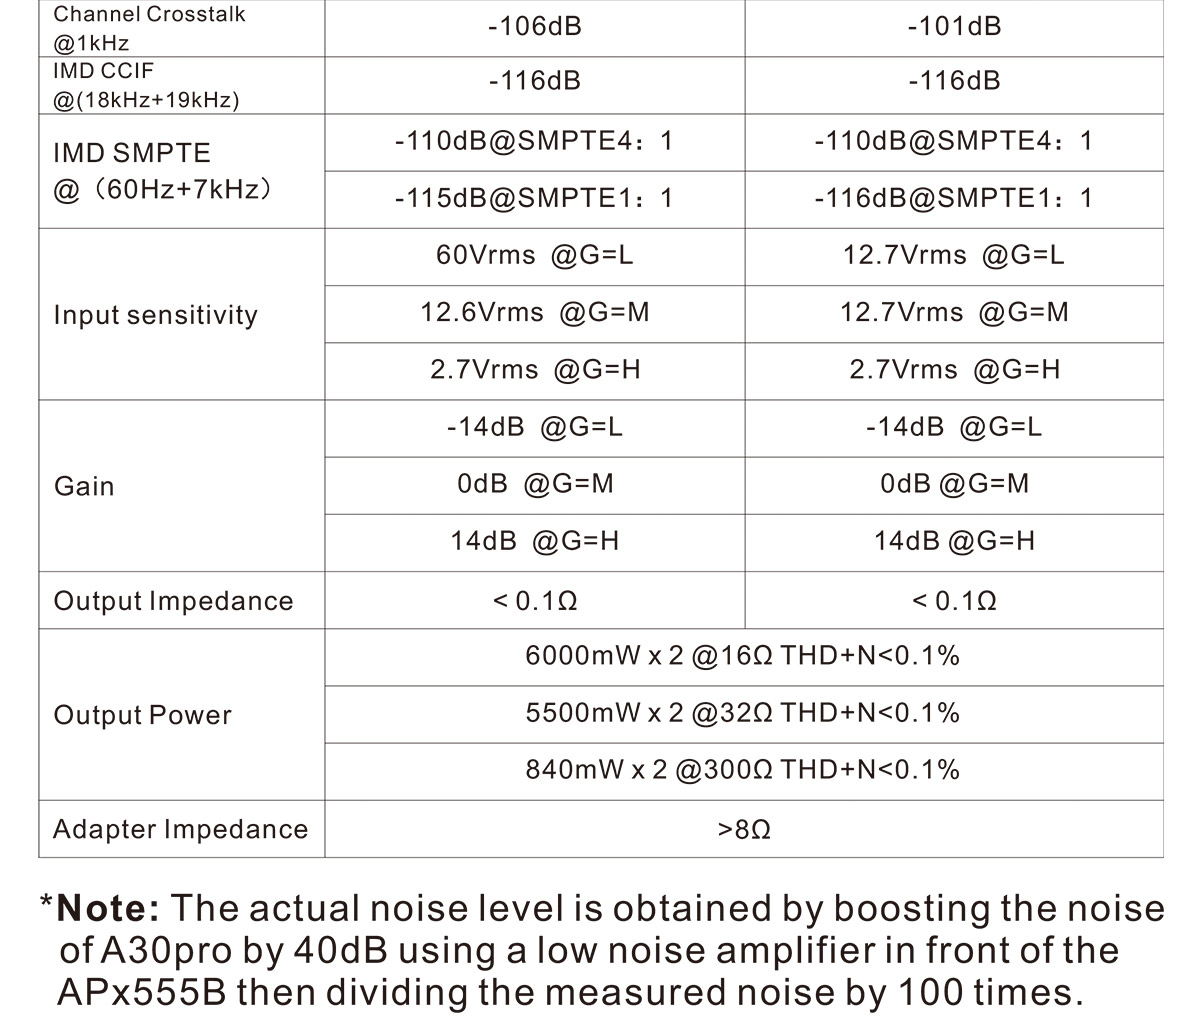 Channel Crosstalk
@1kHz
-106dB
-101dB
IMD CCIF
@(18kHz+19kHz)
-116dB
-116dB
IMD SMPTE
@（60Hz+7kHz）
-110dB@SMPTE4：1
-110dB@SMPTE4：1
-115dB@SMPTE1：1
-116dB@SMPTE1：1
Input sensitivity
60Vrms @G=L
12.7Vrms @G=L
12.6Vrms @G=M
12.7Vrms @G=M
2.7Vrms @G=H
2.7Vrms @G=H
Gain
-14dB @G=L
-14dB @G=L
0dB @G=M
0dB @G=M
14dB @G=H
14dB @G=H
Output Impedance
< 0.1Ω
< 0.1Ω
Output Power
6000mW x 2 @16Ω THD+N<0.1%
5500mW x 2 @32Ω THD+N<0.1%
840mW x 2 @300Ω THD+N<0.1%
Adapter Impedance
>8Ω
*Note: The actual noise level is obtained by boosting the noise
of A30pro by 40dB using a low noise amplifier in front of the
APx555B then dividing the measured noise by 100 times.